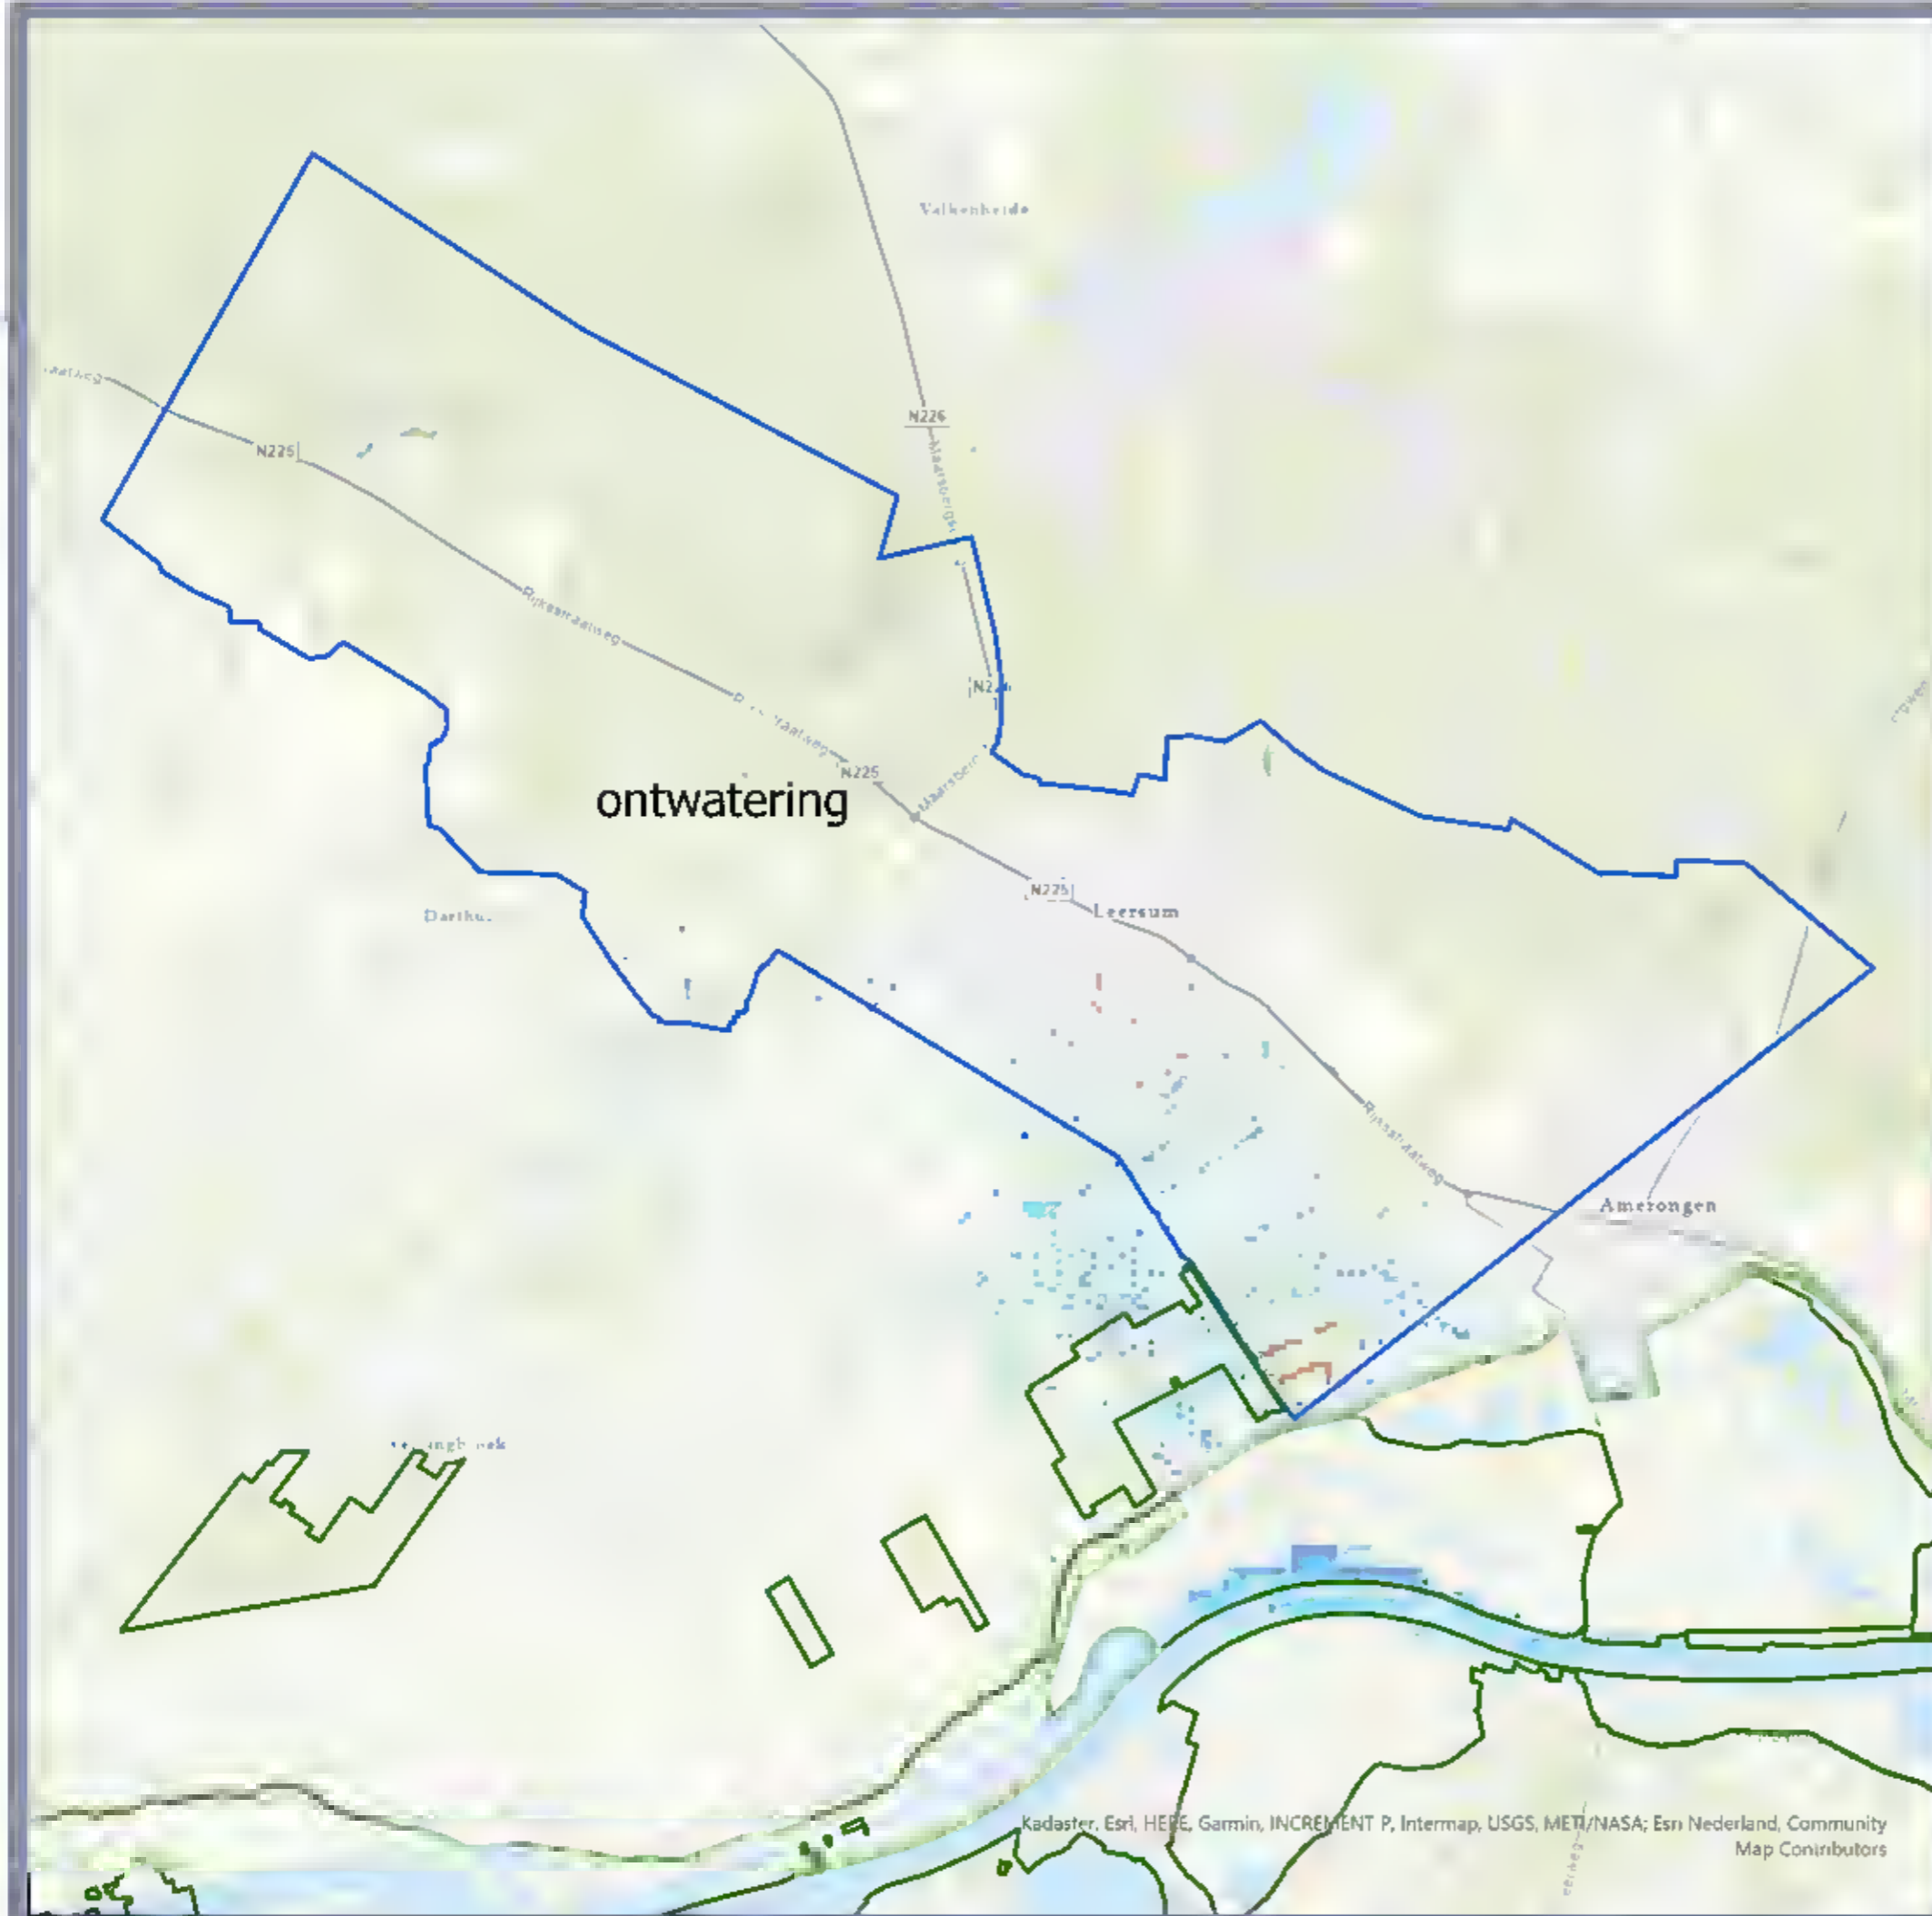 Valkenheide
N226
N225
Rijksstraatweg
N225
ontwatering
N225
Leersum
Rijksstraatweg
Amerongen
Kadaster, Esri, HERE, Garmin, INCREMENT P, Intermap, USGS, METI/NASA; Esri Nederland, Community
Map Contributors